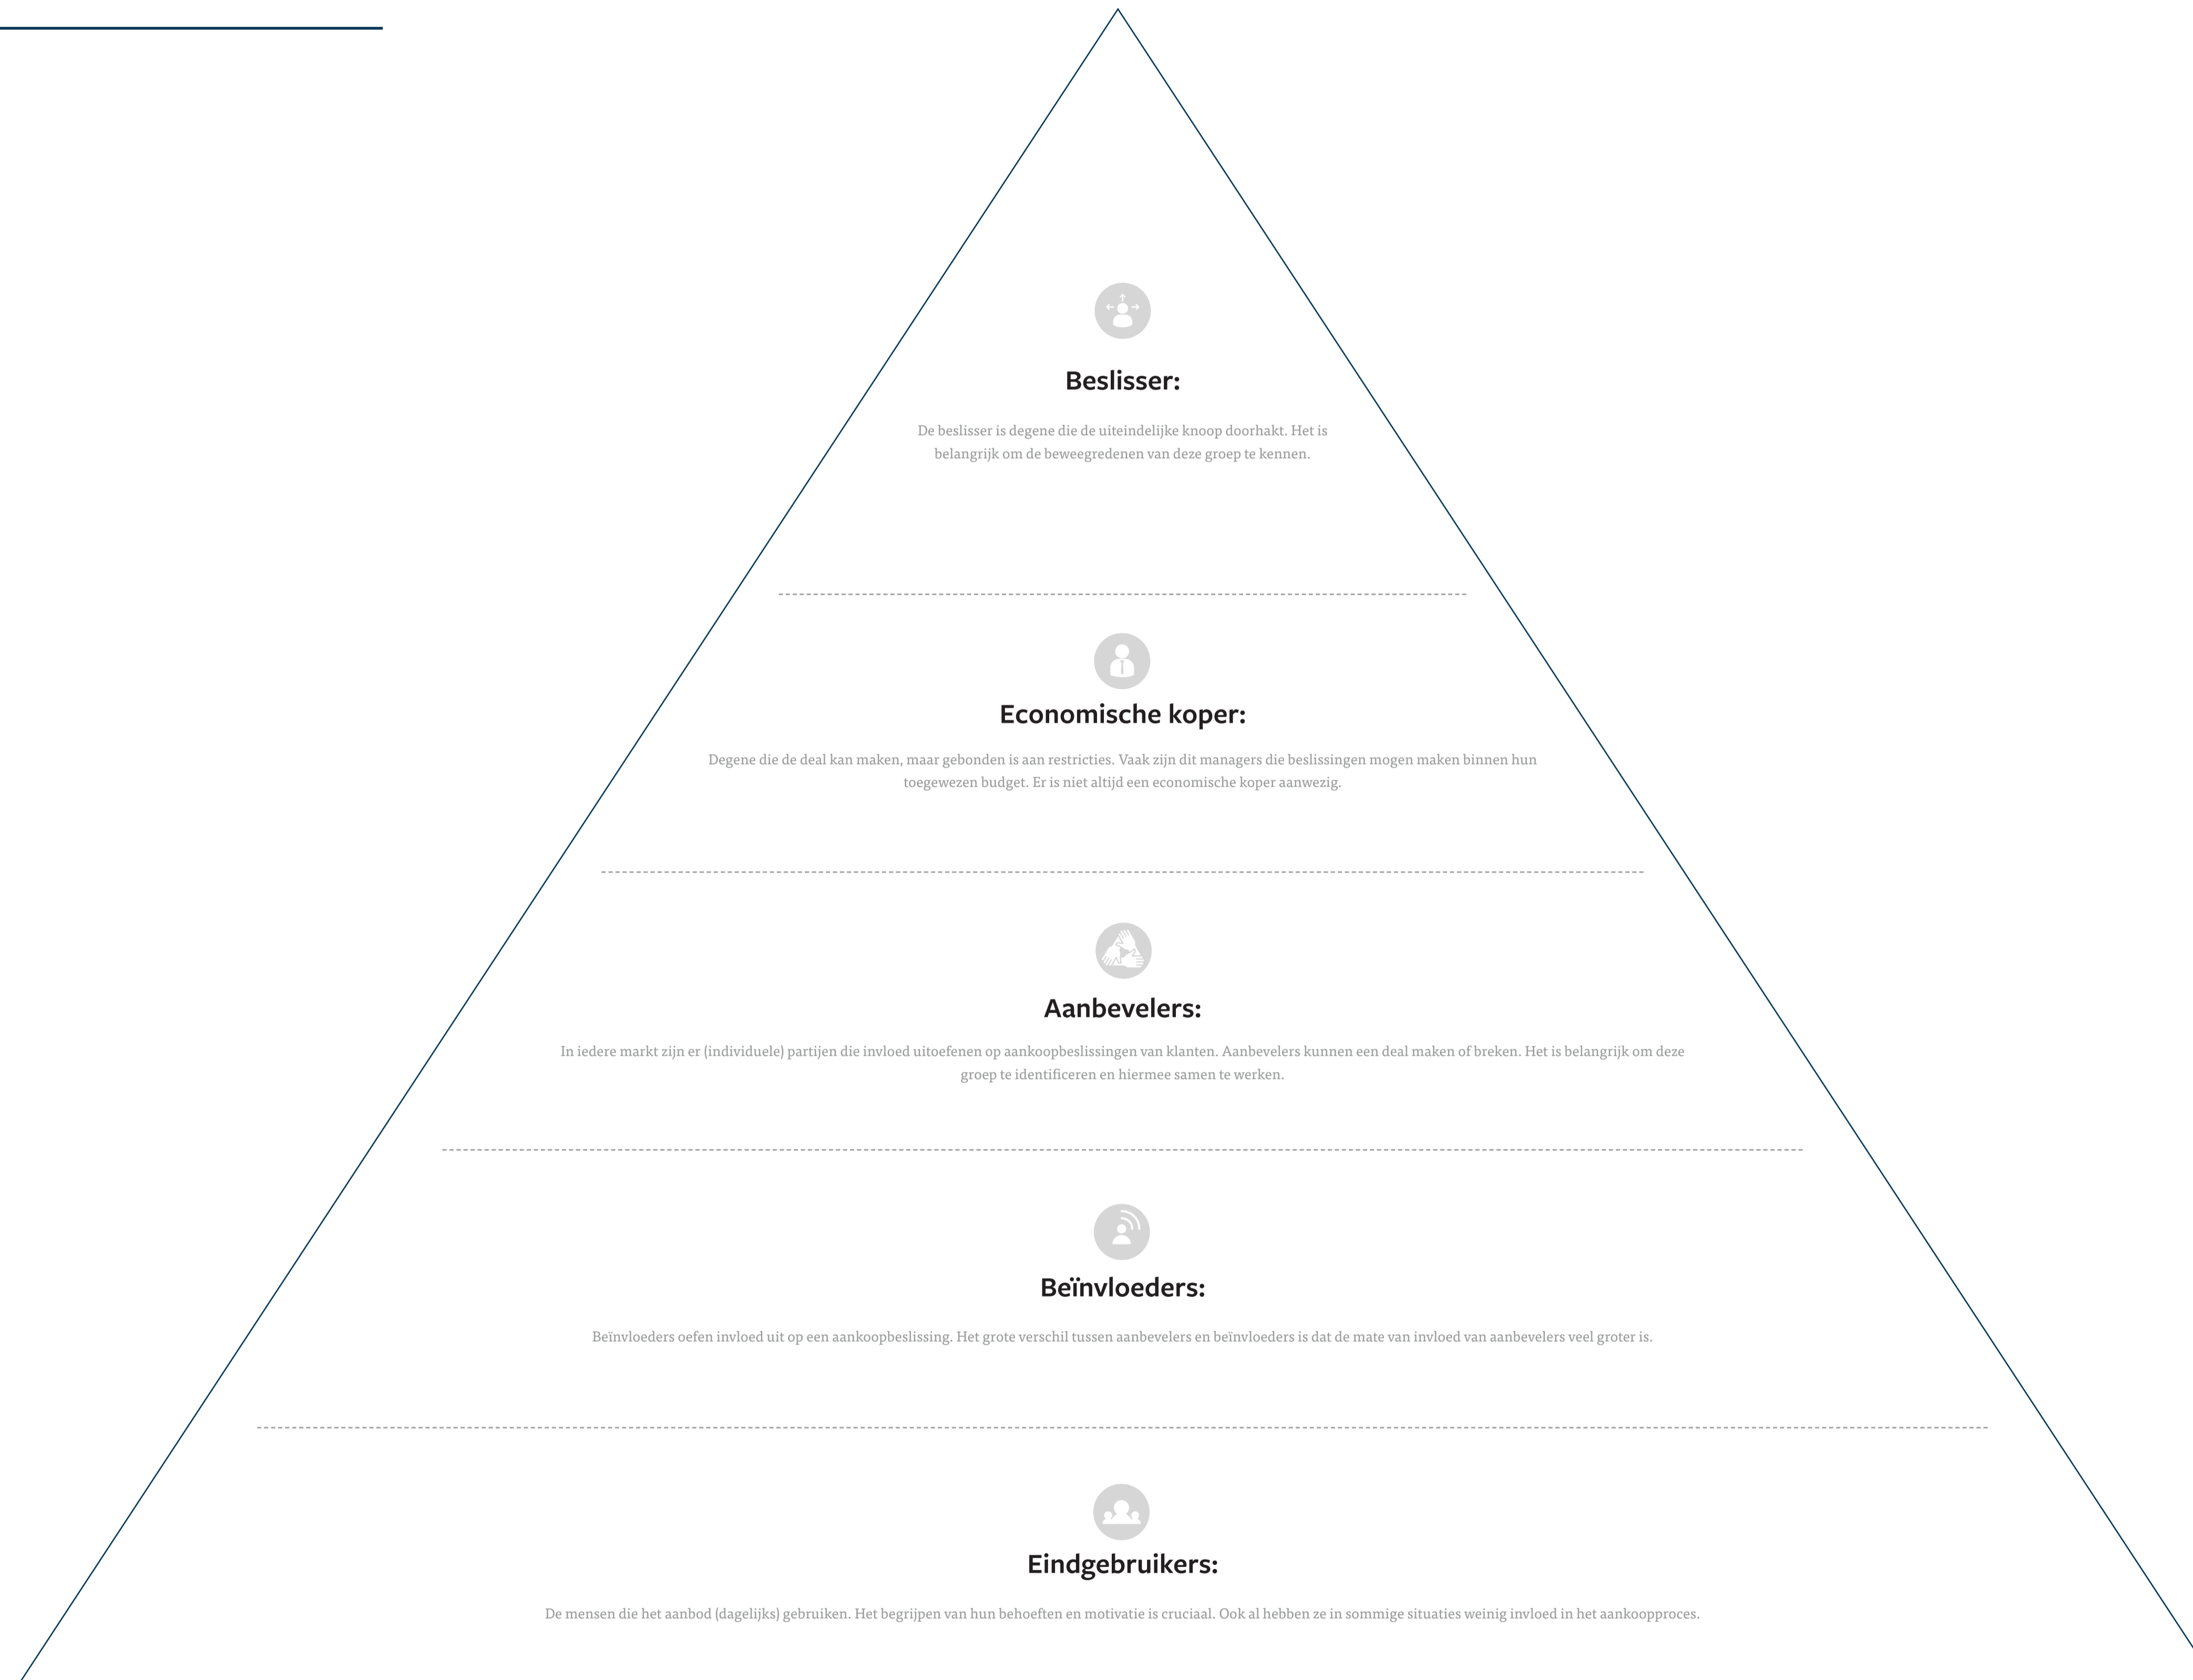 Beslisser:
De beslisser is degene die de uiteindelijke knoop doorhakt. Het is
belangrijk om de beweegredenen van deze groep te kennen.
Economische koper:
Degene die de deal kan maken, maar gebonden is aan restricties. Vaak zijn dit managers die beslissingen mogen maken binnen hun
toegewezen budget. Er is niet altijd een economische koper aanwezig.
Aanbevelers:
In iedere markt zijn er (individuele) partijen die invloed uitoefenen op aankoopbeslissingen van klanten. Aanbevelers kunnen een deal maken of breken. Het is belangrijk om deze
groep te identificeren en hiermee samen te werken.
Beïnvloeders:
Beïnvloeders oefen invloed uit op een aankoopbeslissing. Het grote verschil tussen aanbevelers en beïnvloeders is dat de mate van invloed van aanbevelers veel groter is.
Eindgebruikers:
De mensen die het aanbod (dagelijks) gebruiken. Het begrijpen van hun behoeften en motivatie is cruciaal. Ook al hebben ze in sommige situaties weinig invloed in het aankoopproces.